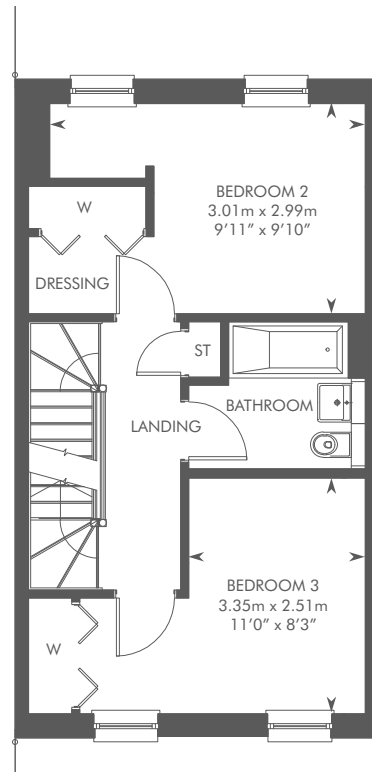 BEDROOM 2
3.01m x 2.99m
9’11” x 9’10”
W
DRESSING
ST
BATHROOM
LANDING
BEDROOM 3
3.35m x 2.51m
11’0” x 8’3”
W